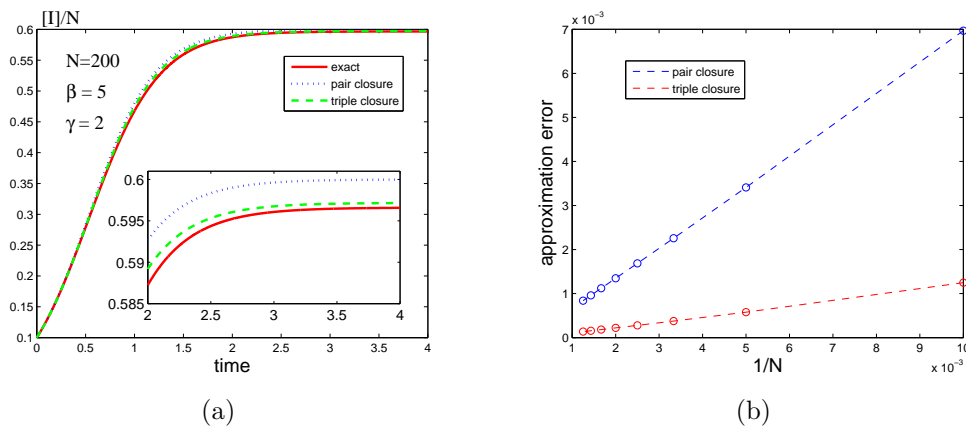 [I]/N
N=200
β = 5
γ = 2
exact
pair closure
triple closure
0.6
0.55
0.5
0.45
0.4
0.35
0.3
0.25
0.2
0.15
0.1
0 0.5 1 1.5 2 2.5 3 3.5 4
time
0.6
0.595
0.59
0.585
2 2.5 3 3.5 4
(a)
x 10⁻³
7
6
5
4
3
2
1
0
approximation error
pair closure
triple closure
1 2 3 4 5 6 7 8 9 10
x 10⁻³
1/N
(b)